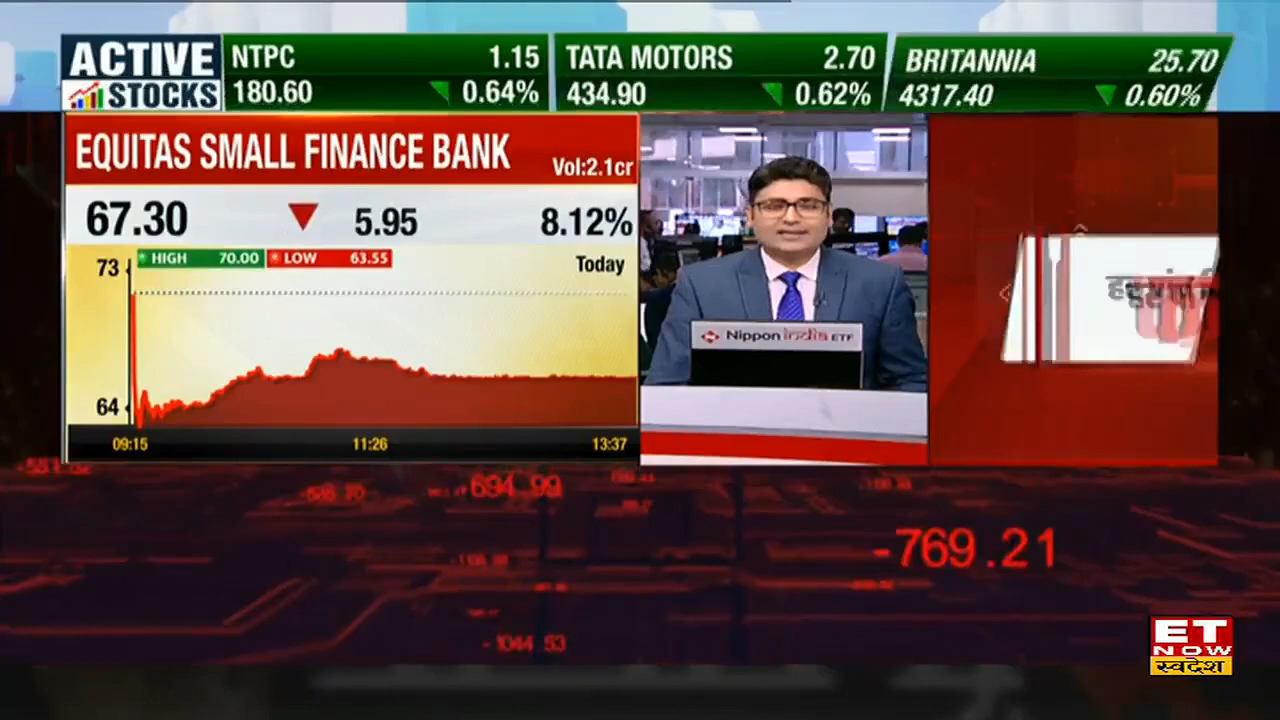 ACTIVE
STOCKS
NTPC 1.15
180.60 0.64%
TATA MOTORS 2.70
434.90 0.62%
BRITANNIA 25.70
4317.40 0.60%
EQUITAS SMALL FINANCE BANK Vol:2.1cr
67.30 5.95 8.12%
HIGH 70.00 LOW 63.55
Today
73
64
09:15 11:26 13:37
Nippon india ETF
694.99
-769.21
-1044.53
ET
NOW
स्वदेश